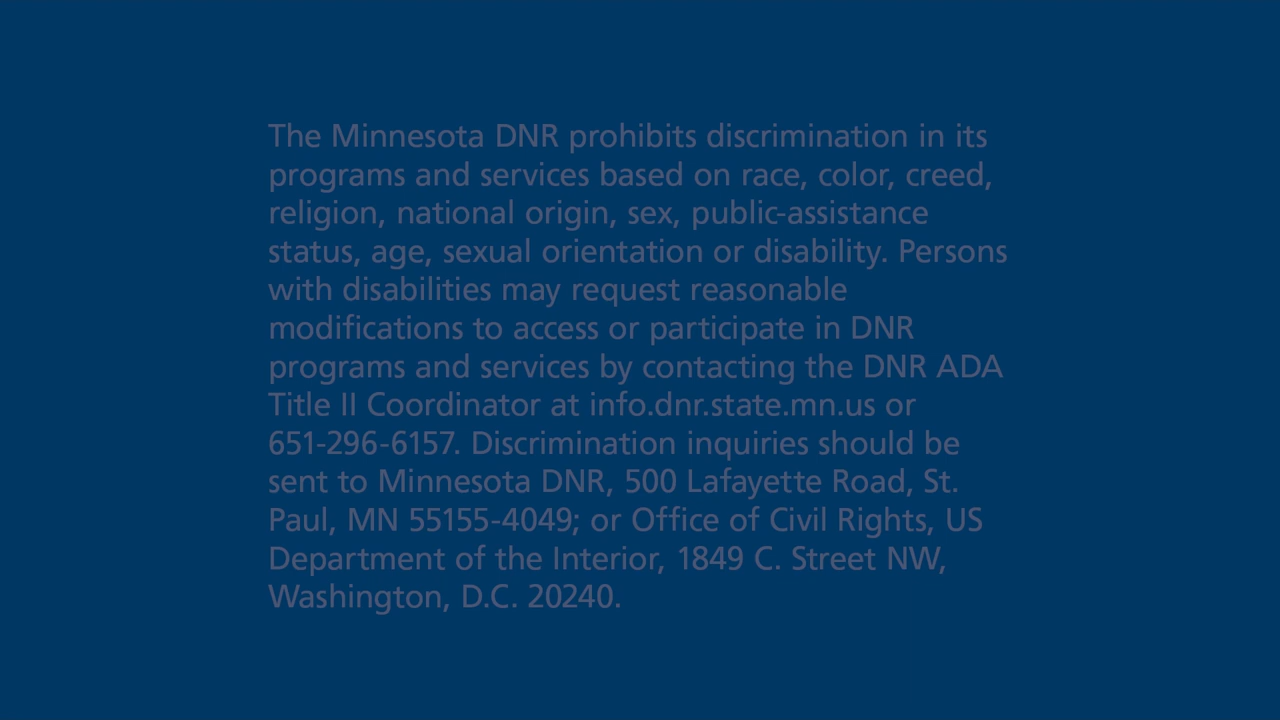 The Minnesota DNR prohibits discrimination in its
programs and services based on race, color, creed,
religion, national origin, sex, public-assistance
status, age, sexual orientation or disability. Persons
with disabilities may request reasonable
modifications to access or participate in DNR
programs and services by contacting the DNR ADA
Title II Coordinator at info.dnr.state.mn.us or
651-296-6157. Discrimination inquiries should be
sent to Minnesota DNR, 500 Lafayette Road, St.
Paul, MN 55155-4049; or Office of Civil Rights, US
Department of the Interior, 1849 C. Street NW,
Washington, D.C. 20240.